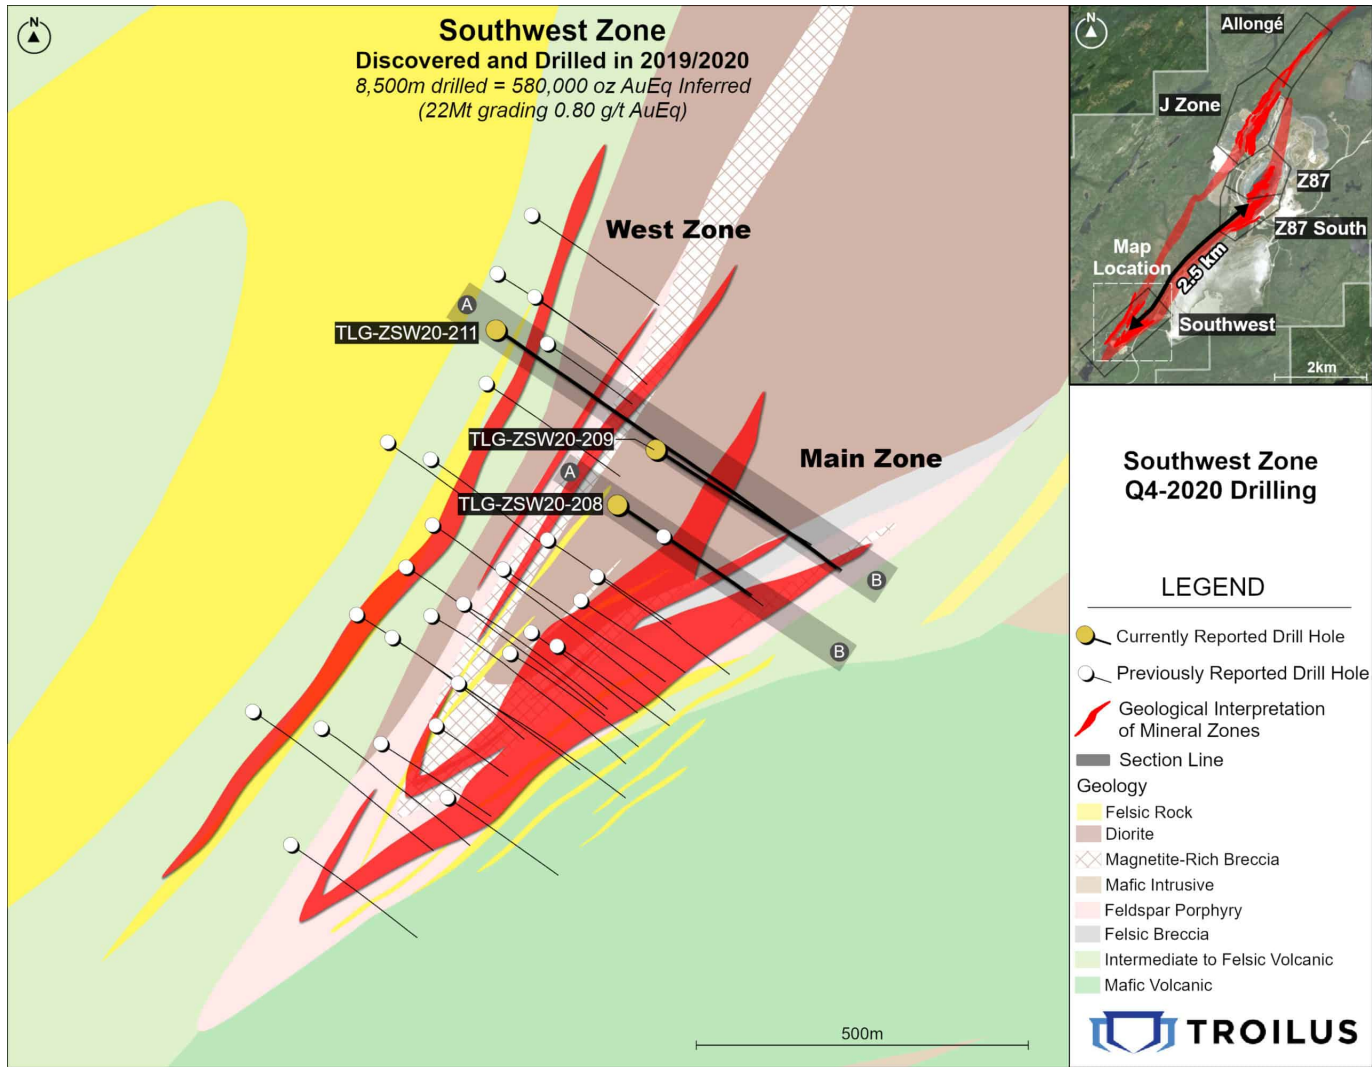 N
Southwest Zone
Discovered and Drilled in 2019/2020
8,500m drilled = 580,000 oz AuEq Inferred
(22Mt grading 0.80 g/t AuEq)
West Zone
A
TLG-ZSW20-211
TLG-ZSW20-209
Main Zone
A
TLG-ZSW20-208
B
B
500m
N
Allongé
J Zone
Z87
Z87 South
Map
Location
2.5 km
Southwest
2km
Southwest Zone
Q4-2020 Drilling
LEGEND
Currently Reported Drill Hole
Previously Reported Drill Hole
Geological Interpretation
of Mineral Zones
Section Line
Geology
Felsic Rock
Diorite
Magnetite-Rich Breccia
Mafic Intrusive
Feldspar Porphyry
Felsic Breccia
Intermediate to Felsic Volcanic
Mafic Volcanic
TROILUS